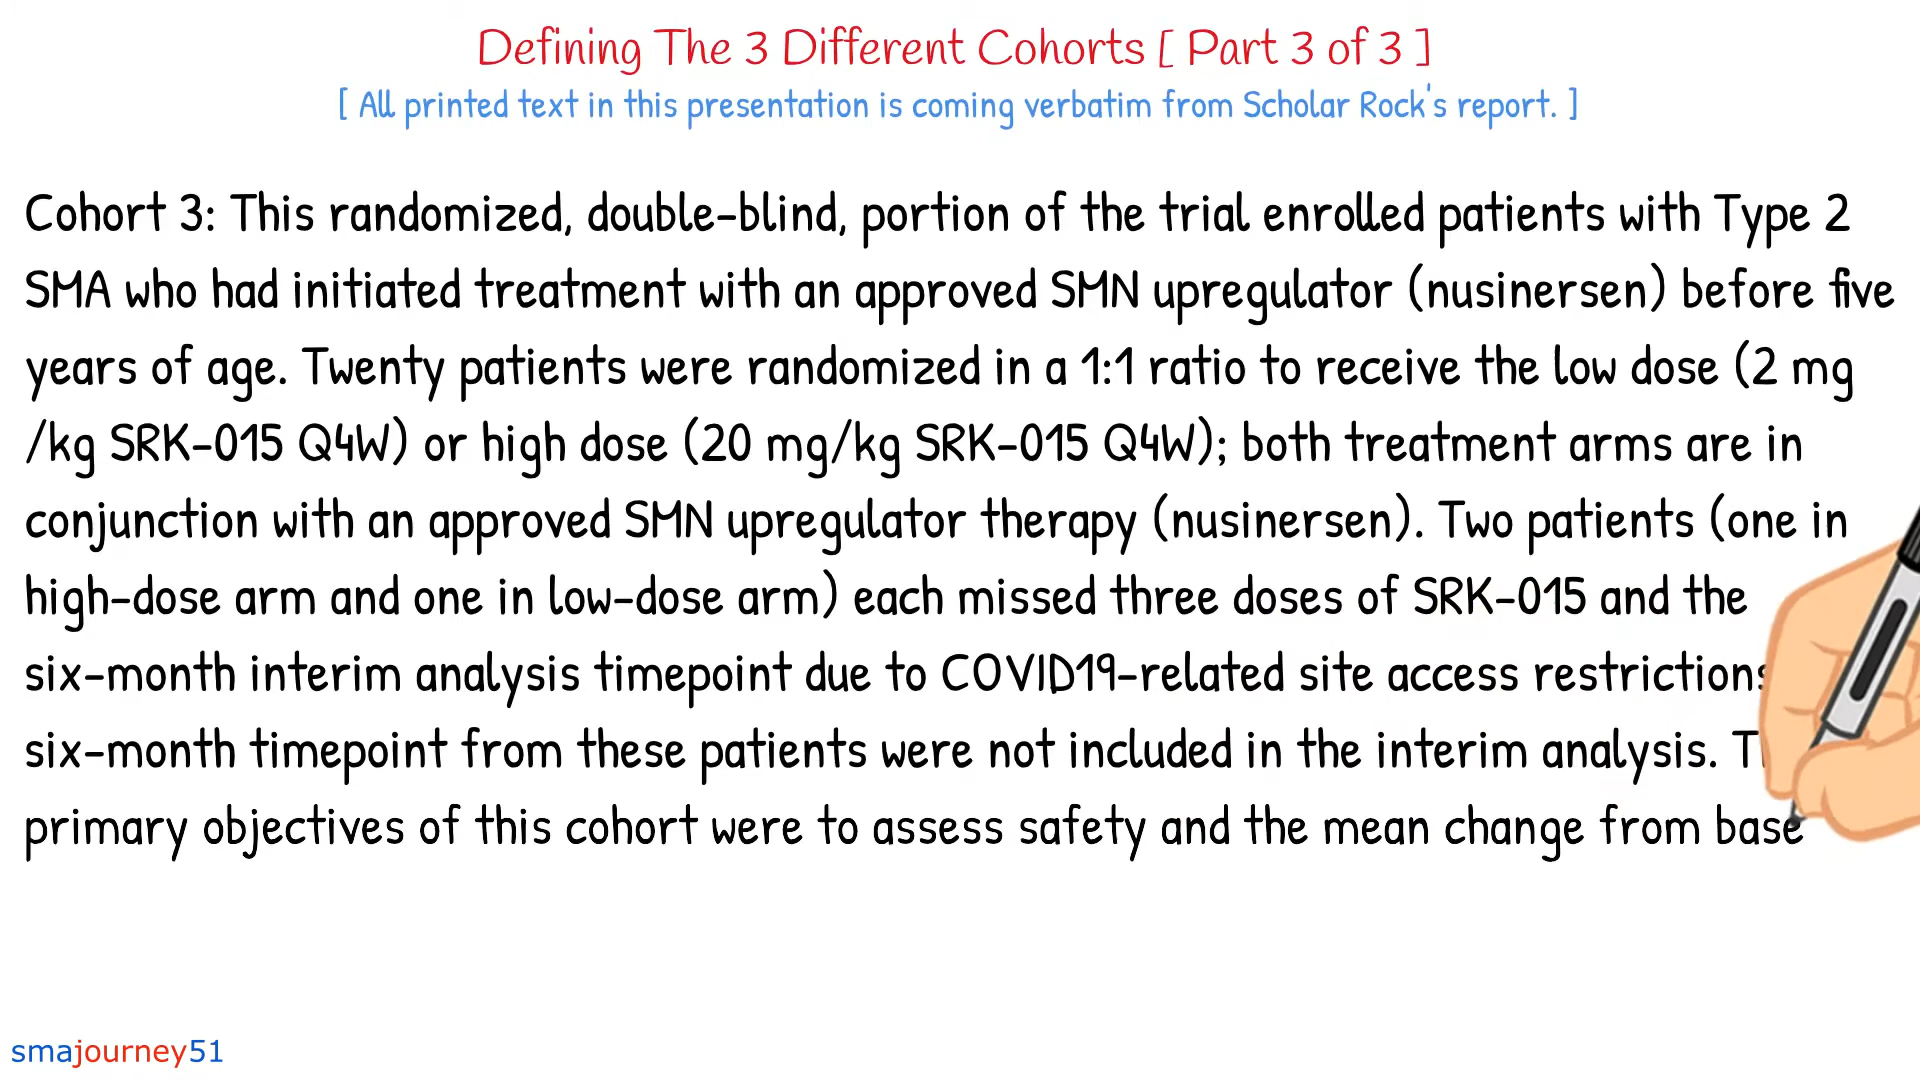 Defining The 3 Different Cohorts [ Part 3 of 3 ]
[ All printed text in this presentation is coming verbatim from Scholar Rock's report. ]
Cohort 3: This randomized, double-blind, portion of the trial enrolled patients with Type 2
SMA who had initiated treatment with an approved SMN upregulator (nusinersen) before five
years of age. Twenty patients were randomized in a 1:1 ratio to receive the low dose (2 mg
/kg SRK-015 Q4W) or high dose (20 mg/kg SRK-015 Q4W); both treatment arms are in
conjunction with an approved SMN upregulator therapy (nusinersen). Two patients (one in
high-dose arm and one in low-dose arm) each missed three doses of SRK-015 and the
six-month interim analysis timepoint due to COVID19-related site access restrictions
six-month timepoint from these patients were not included in the interim analysis.
primary objectives of this cohort were to assess safety and the mean change from base
smajourney51